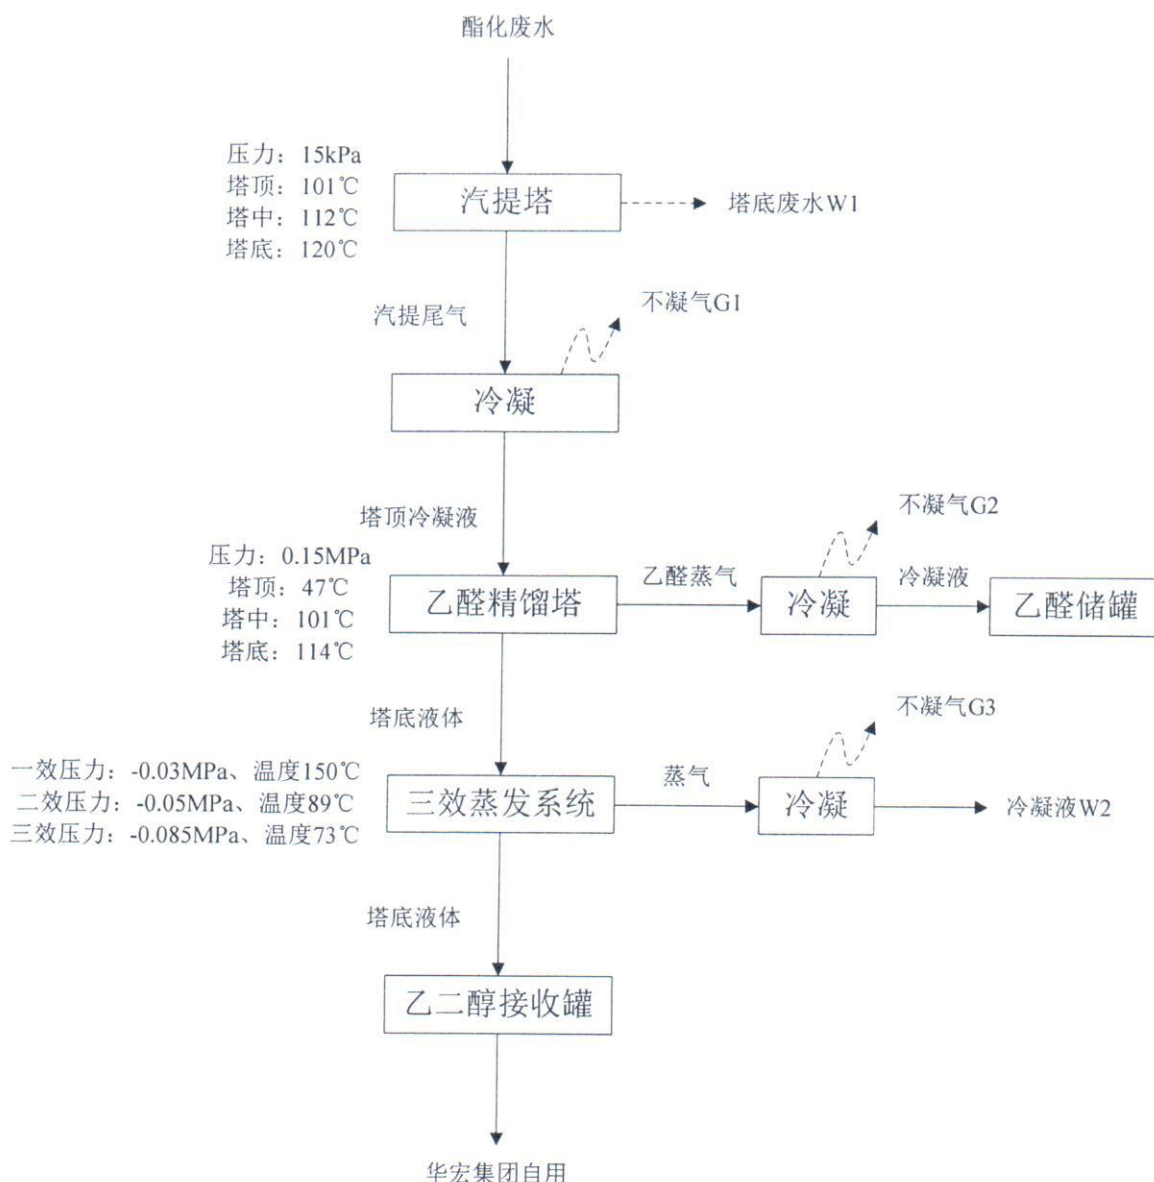 酯化废水
压力：15kPa
塔顶：101℃
塔中：112℃
塔底：120℃
汽提塔
塔底废水W1
汽提尾气
不凝气G1
冷凝
塔顶冷凝液
不凝气G2
压力：0.15MPa
塔顶：47℃
塔中：101℃
塔底：114℃
乙醛精馏塔
乙醛蒸气
冷凝
冷凝液
乙醛储罐
塔底液体
不凝气G3
一效压力：-0.03MPa、温度150℃
二效压力：-0.05MPa、温度89℃
三效压力：-0.085MPa、温度73℃
三效蒸发系统
蒸气
冷凝
冷凝液W2
塔底液体
乙二醇接收罐
华宏集团自用